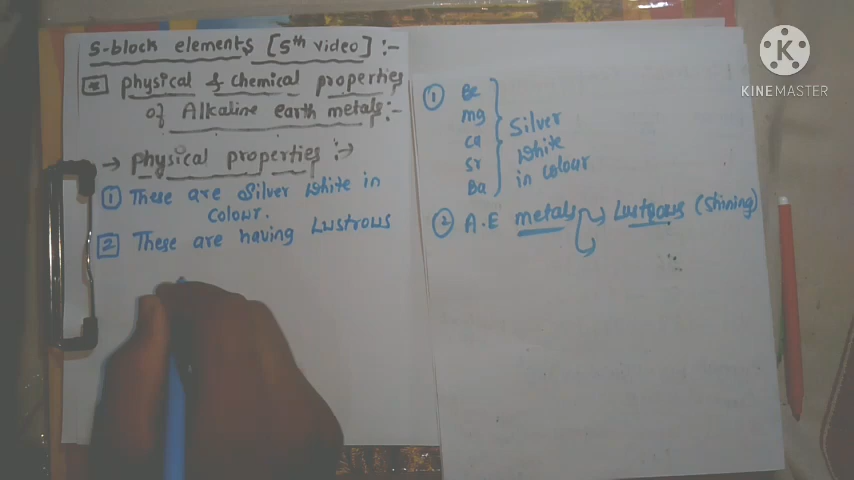 S-block elements [5th video] :-
* physical & chemical properties
of Alkaline earth metals:-
→ physical properties :→
1 These are Silver White in
colour.
2 These are having Lustrows
1 Be
mg
ca
sr
Ba
Silver
White
in colour
2 A.E metals → Lustrows (Shining)
K
KINEMASTER